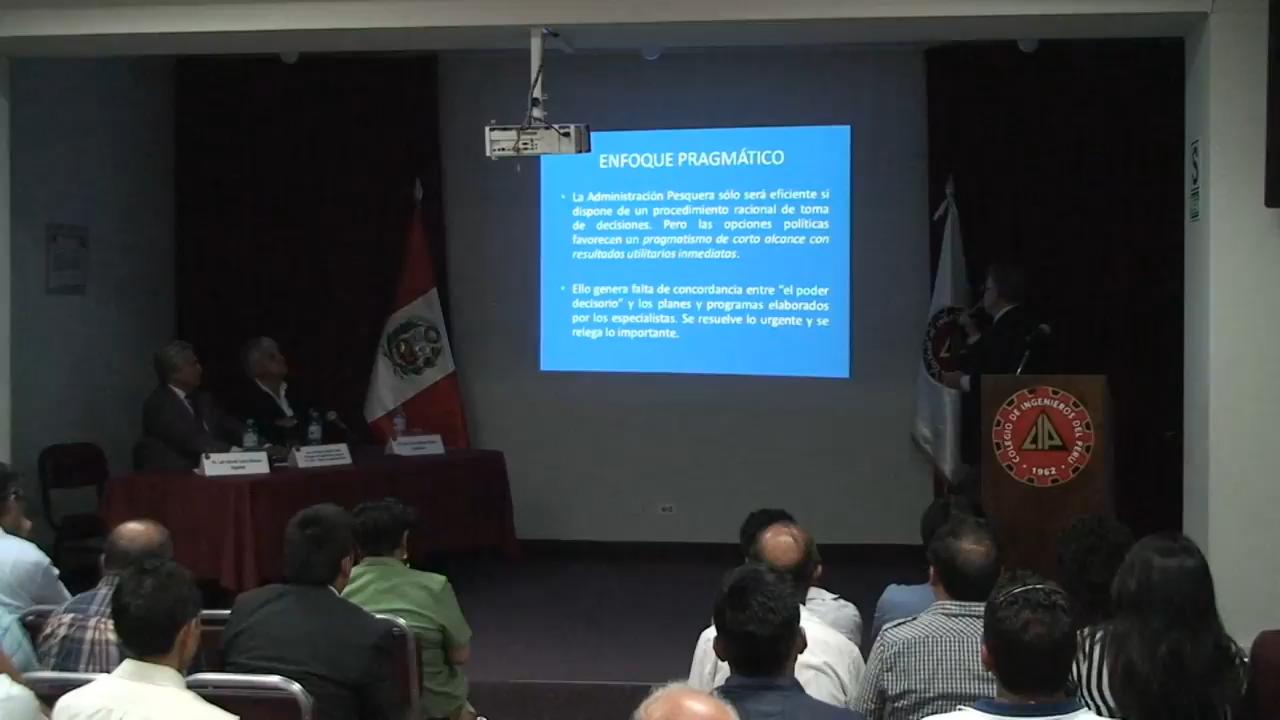 ENFOQUE PRAGMÁTICO
• La Administración Pesquera sólo será eficiente si
dispone de un procedimiento racional de toma
de decisiones. Pero las opciones políticas
favorecen un pragmatismo de corto alcance con
resultados utilitarios inmediatos.
• Ello genera falta de concordancia entre "el poder
decisorio" y los planes y programas elaborados
por los especialistas. Se resuelve lo urgente y se
relega lo importante.
COLEGIO DE INGENIEROS DEL PERU
CIP
• 1962 •
S